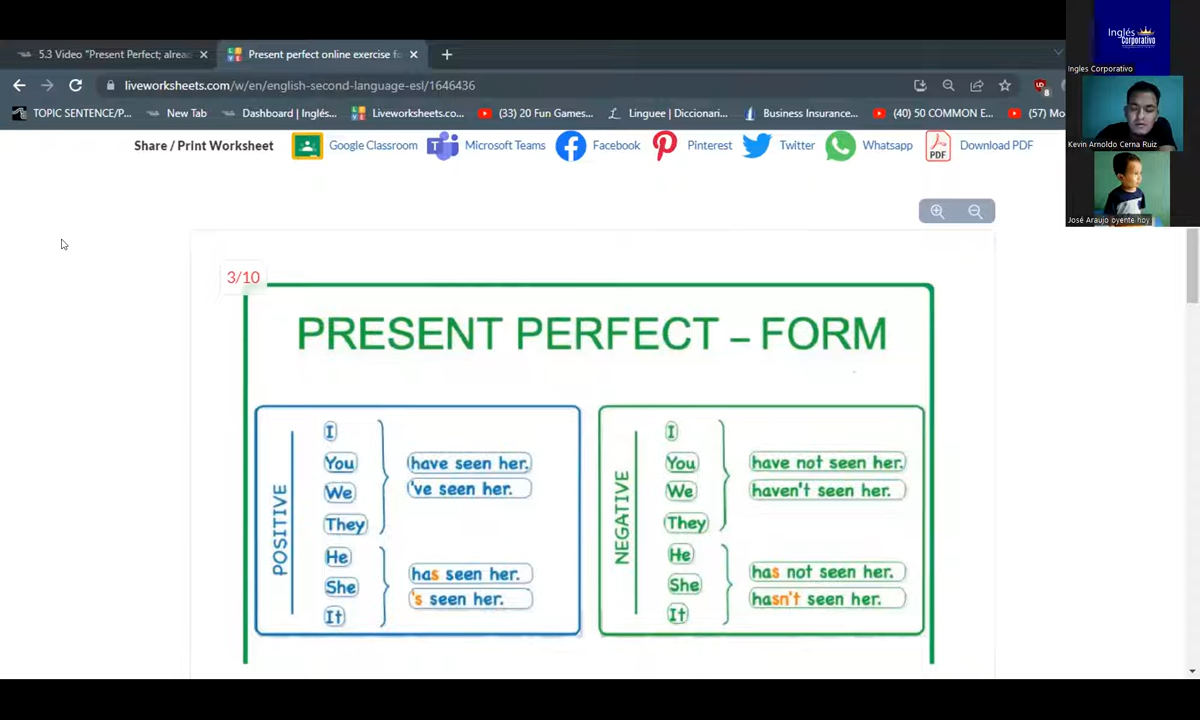 5.3 Video "Present Perfect; alrea
Present perfect online exercise fo
liveworksheets.com/w/en/english-second-language-esl/1646436
TOPIC SENTENCE/P...
New Tab
Dashboard | Inglés...
Liveworksheets.co...
(33) 20 Fun Games...
Linguee | Diccionari...
Business Insurance...
(40) 50 COMMON E...
(57) Mo
Inglés
Corporativo
Ingles Corporativo
Kevin Arnoldo Cerna Ruiz
José Araujo oyente hoy
Share / Print Worksheet
Google Classroom
Microsoft Teams
Facebook
Pinterest
Twitter
Whatsapp
PDF
Download PDF
3/10
PRESENT PERFECT – FORM
POSITIVE
I
You
We
They
have seen her.
've seen her.
He
She
It
has seen her.
's seen her.
NEGATIVE
I
You
We
They
have not seen her.
haven't seen her.
He
She
It
has not seen her.
hasn't seen her.